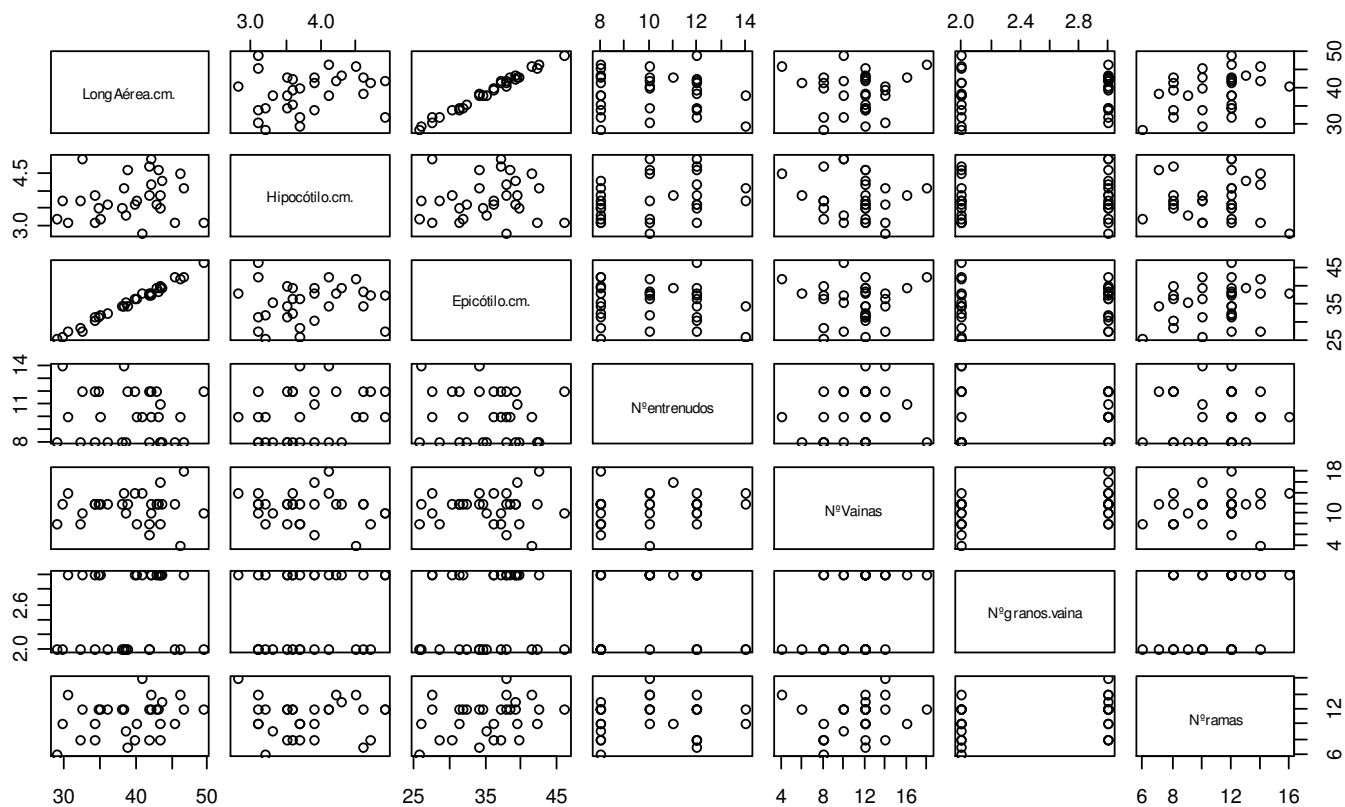 3.0 4.0 8 10 12 14 2.0 2.4 2.8
LongAérea.cm. 30 40 50
3.0 4.5 Hipocótilo.cm.
Epicótilo.cm. 25 35 45
8 11 14 Nºentrenudos
NºVainas 4 10 18
2.0 2.6 Nºgranos.vaina
Nºramas 6 12
30 40 50 25 35 45 4 8 12 16 6 8 12 16